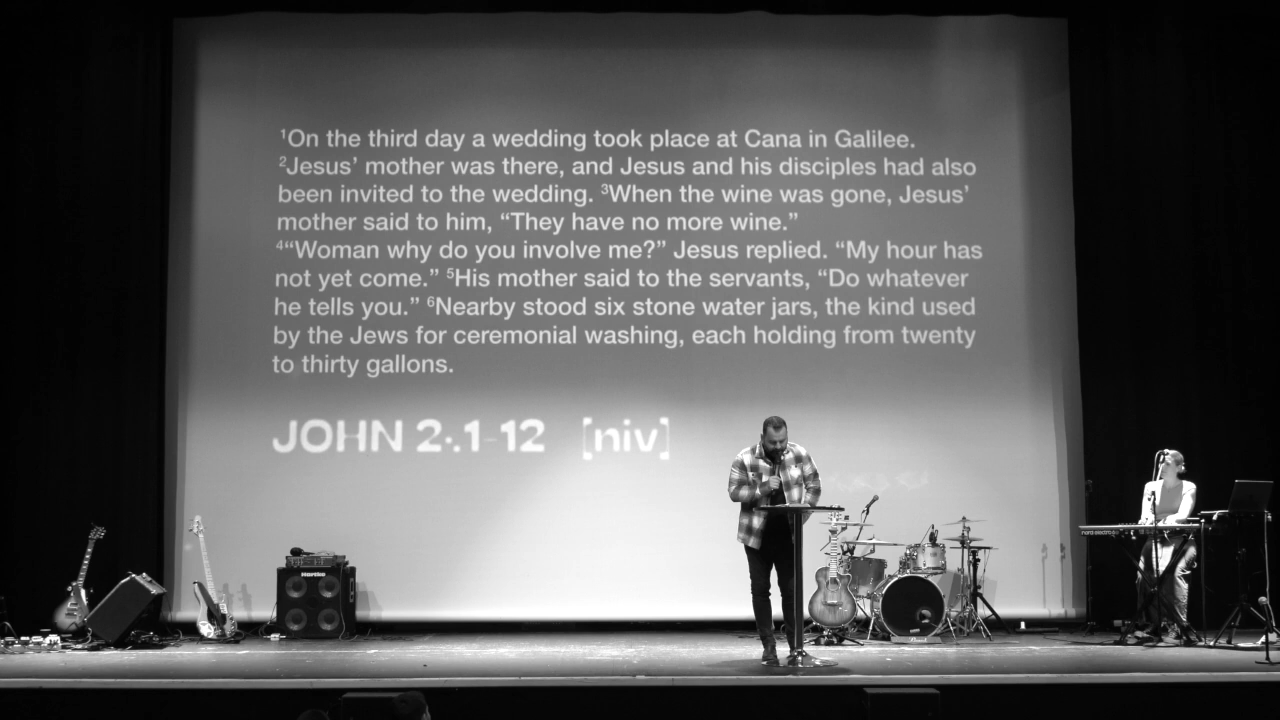 ¹On the third day a wedding took place at Cana in Galilee.
²Jesus’ mother was there, and Jesus and his disciples had also
been invited to the wedding. ³When the wine was gone, Jesus’
mother said to him, “They have no more wine.”
⁴“Woman why do you involve me?” Jesus replied. “My hour has
not yet come.” ⁵His mother said to the servants, “Do whatever
he tells you.” ⁶Nearby stood six stone water jars, the kind used
by the Jews for ceremonial washing, each holding from twenty
to thirty gallons.
JOHN 2:.1-12 [niv]
hartke
nord electro